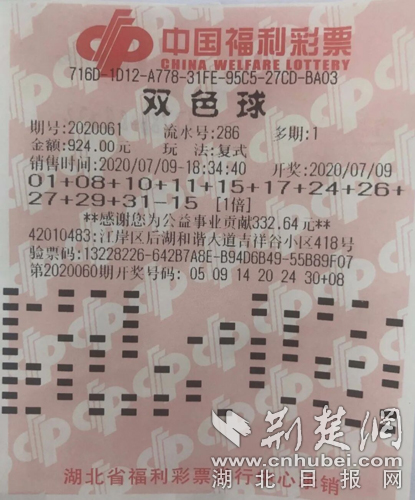 中国福利彩票
CHINA WELFARE LOTTERY
716D-1D12-A778-31FE-95C5-27CD-BA03
双色球
期号:2020061 流水号:286 多期:1
金额:924.00元 玩 法:复式
销售时间:2020/07/09-18:34:40 开奖:2020/07/09
01+08+10+11+15+17+24+26+
27+29+31-15 [1倍]
**感谢您为公益事业贡献332.64元**
42010483:江岸区后湖和谐大道吉祥谷小区418号
验票码:13228226-642B7A8E-B94D6B49-55B89F07
第2020060期开奖号码:05 09 14 20 24 30+08
荆楚网
www.cnhubei.com
湖北日报网
湖北省福利彩票 行 心 销